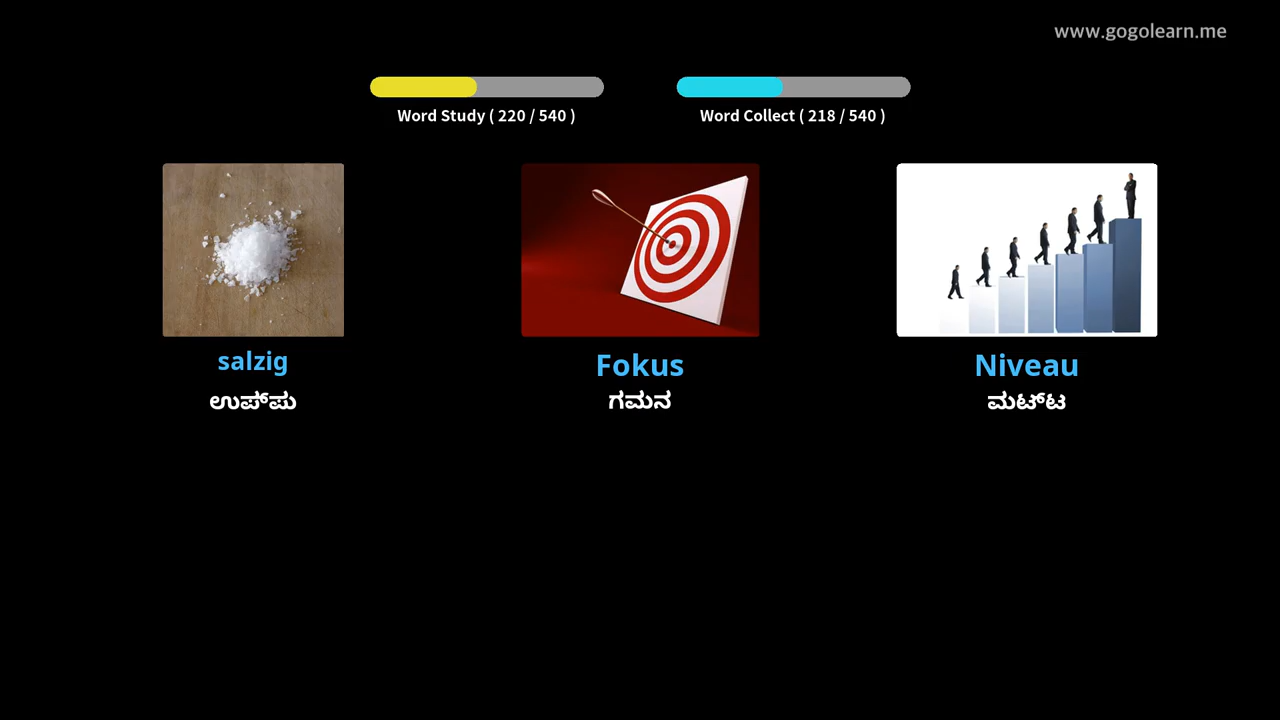 www.gogolearn.me
Word Study ( 220 / 540 )
Word Collect ( 218 / 540 )
salzig
Fokus
Niveau
ಉಪ್‌ಪು
ಗಮನ
ಮಟ್‌ಟ